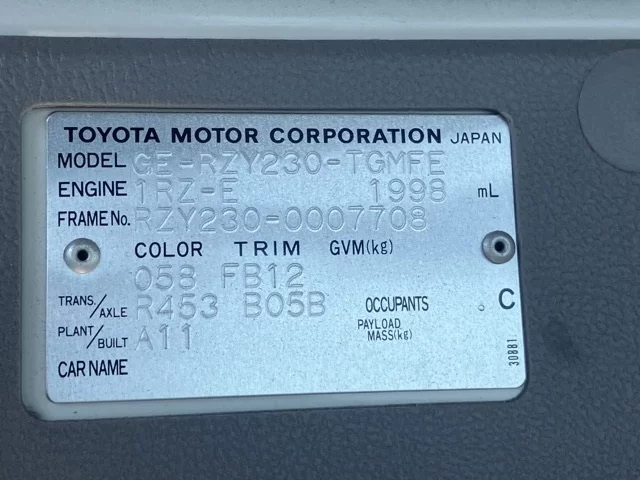 TOYOTA MOTOR CORPORATION JAPAN
MODEL GE-RZY230-TGMFE
ENGINE 1RZ-E 1998 mL
FRAME No. RZY230-0007708
COLOR TRIM GVM(kg)
058 FB12
TRANS./AXLE R453 B05B OCCUPANTS C
PLANT/BUILT A11 PAYLOAD MASS(kg)
CAR NAME
30881